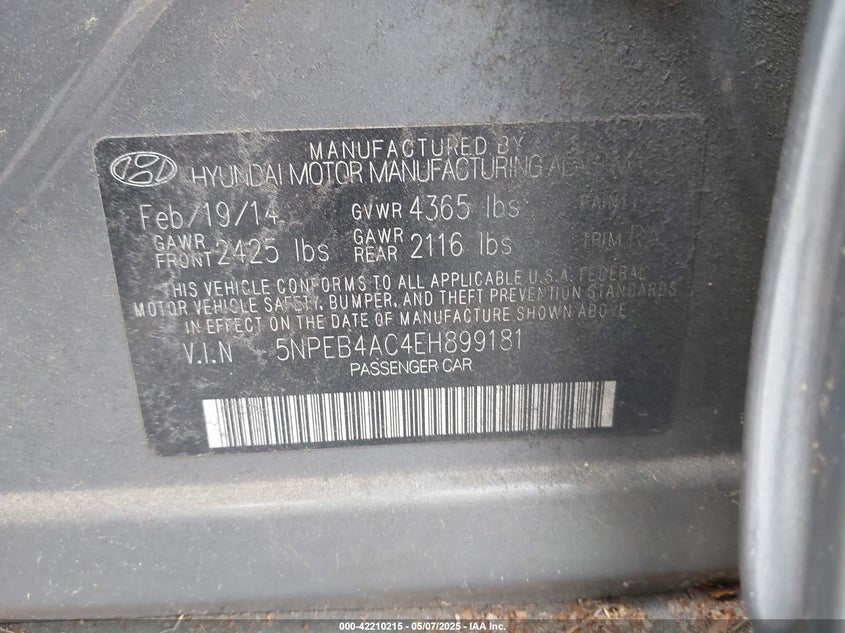 MANUFACTURED BY
HYUNDAI MOTOR MANUFACTURING
Feb/19/14 GVWR 4365 lbs PAINT
GAWR FRONT 2425 lbs GAWR REAR 2116 lbs TRIM
THIS VEHICLE CONFORMS TO ALL APPLICABLE U.S.A. FEDERAL
MOTOR VEHICLE SAFETY, BUMPER, AND THEFT PREVENTION STANDARDS
IN EFFECT ON THE DATE OF MANUFACTURE SHOWN ABOVE.
V.I.N 5NPEB4AC4EH899181
PASSENGER CAR
000-42210215 - 05/07/2025 - IAA Inc.